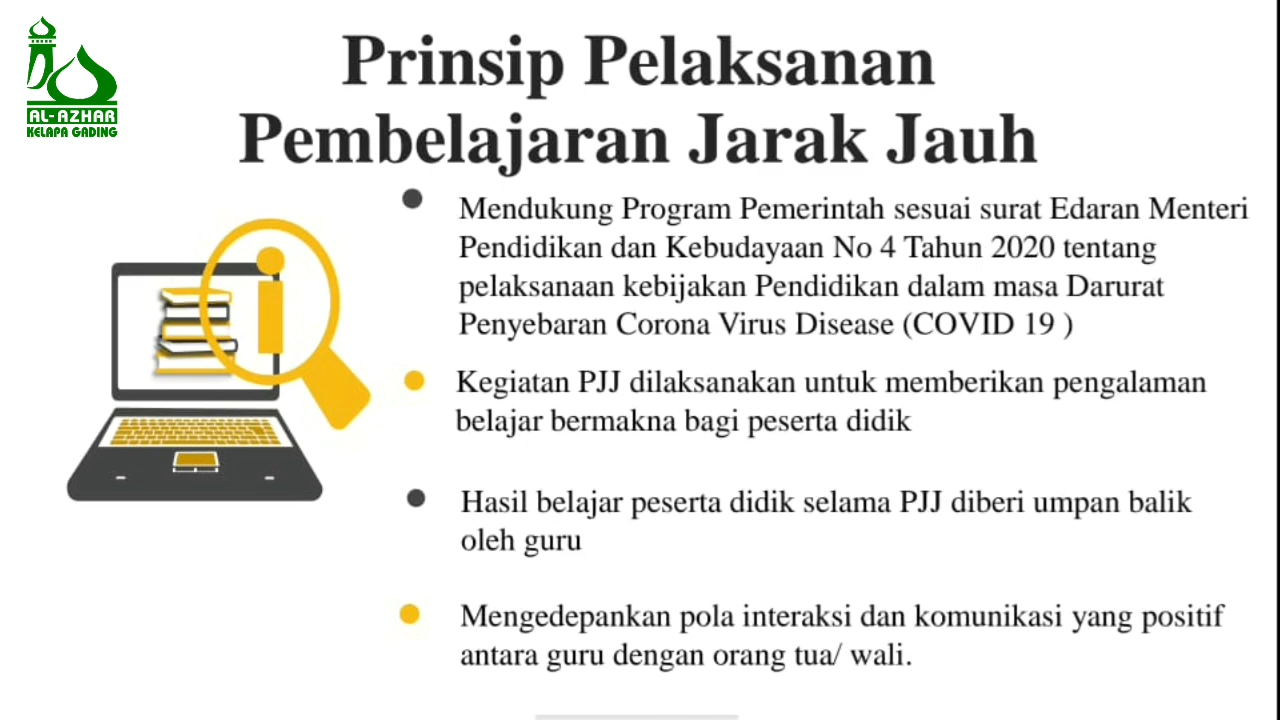 AL-AZHAR
KELAPA GADING
Prinsip Pelaksanan
Pembelajaran Jarak Jauh
Mendukung Program Pemerintah sesuai surat Edaran Menteri
Pendidikan dan Kebudayaan No 4 Tahun 2020 tentang
pelaksanaan kebijakan Pendidikan dalam masa Darurat
Penyebaran Corona Virus Disease (COVID 19 )
Kegiatan PJJ dilaksanakan untuk memberikan pengalaman
belajar bermakna bagi peserta didik
Hasil belajar peserta didik selama PJJ diberi umpan balik
oleh guru
Mengedepankan pola interaksi dan komunikasi yang positif
antara guru dengan orang tua/ wali.